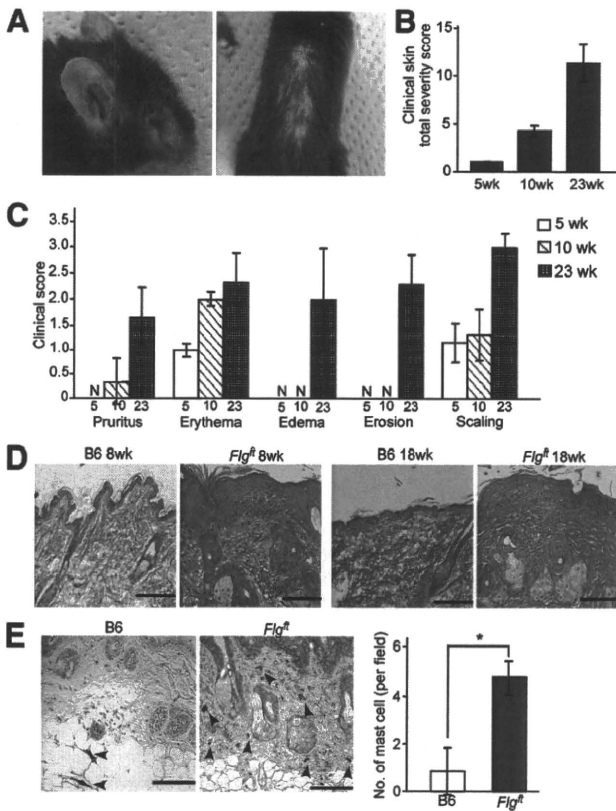 A
B
Clinical skin
total severity score
15
10
5
0
5wk 10wk 23wk
C
Clinical score
3.5
3.0
2.5
2.0
1.5
1.0
0.5
0
5 wk
10 wk
23 wk
N N N N N
5 10 23 5 10 23 5 10 23 5 10 23 5 10 23
Pruritus Erythema Edema Erosion Scaling
D
B6 8wk Flg^ft 8wk B6 18wk Flg^ft 18wk
E
B6 Flg^ft
No. of mast cell (per field)
6
4
2
0
*
B6 Flg^ft